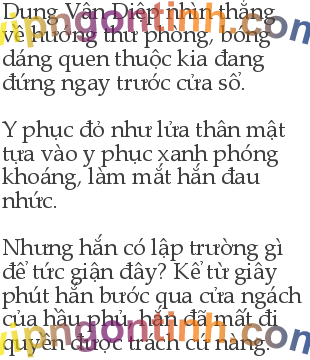 Dung Vân Diệp nhìn thẳng
về hướng thư phòng, bóng
dáng quen thuộc kia đang
đứng ngay trước cửa sổ.
Y phục đỏ như lửa thân mật
tựa vào y phục xanh phóng
khoáng, làm mắt hắn đau
nhức.
Nhưng hắn có lập trường gì
để tức giận đây? Kể từ giây
phút hắn bước qua cửa ngách
của hầu phủ, hắn đã mất đi
quyền được trách cứ nàng.
vipngontinh.com
vipngontinh.com